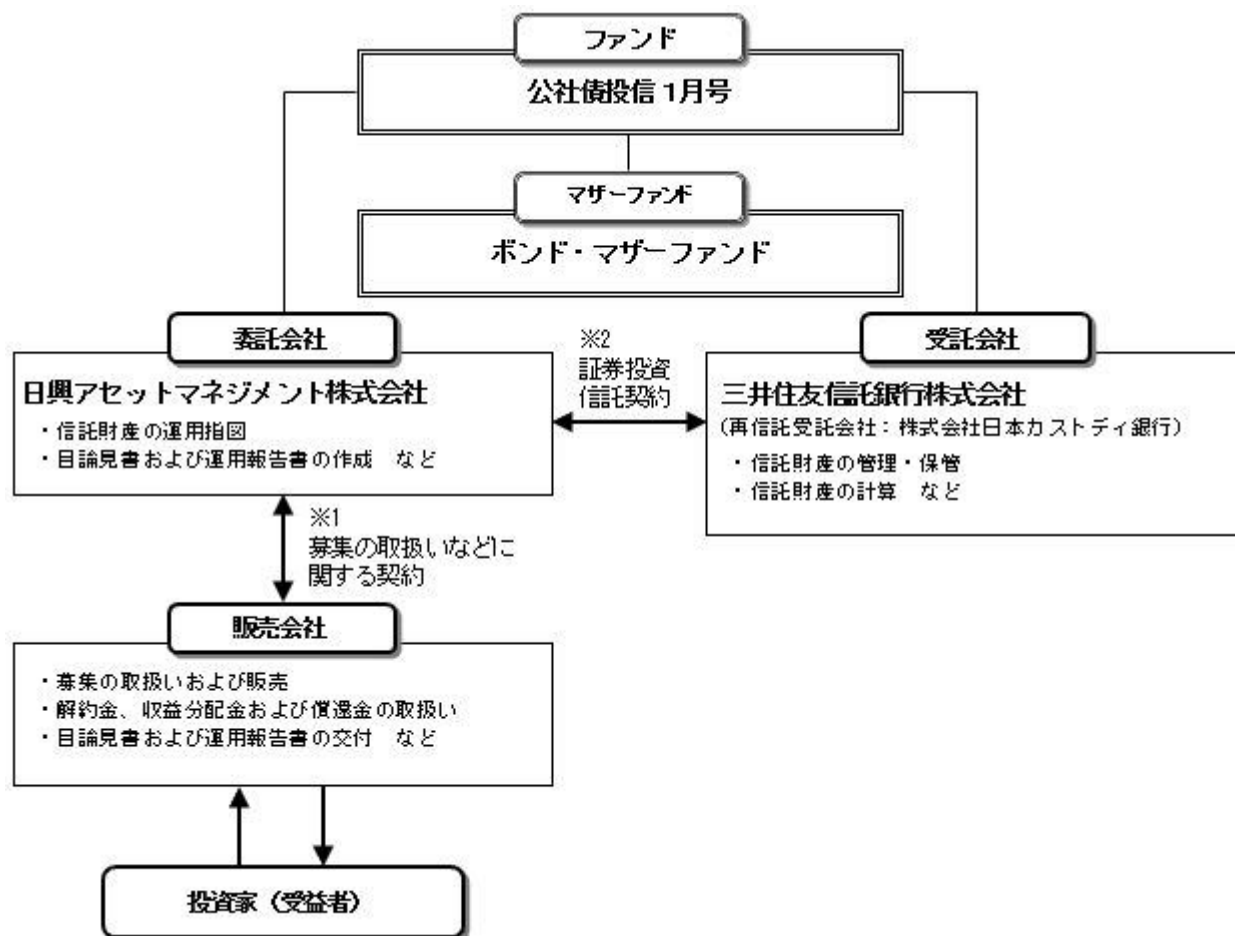 ファンド
公社債投信1月号
マザーファンド
ボンド・マザーファンド
委託会社
日興アセットマネジメント株式会社
・信託財産の運用指図
・目論見書および運用報告書の作成　など
※2
証券投資
信託契約
受託会社
三井住友信託銀行株式会社
(再信託受託会社：株式会社日本カストディ銀行)
・信託財産の管理・保管
・信託財産の計算　など
※1
募集の取扱いなどに
関する契約
販売会社
・募集の取扱いおよび販売
・解約金、収益分配金および償還金の取扱い
・目論見書および運用報告書の交付　など
投資家（受益者）